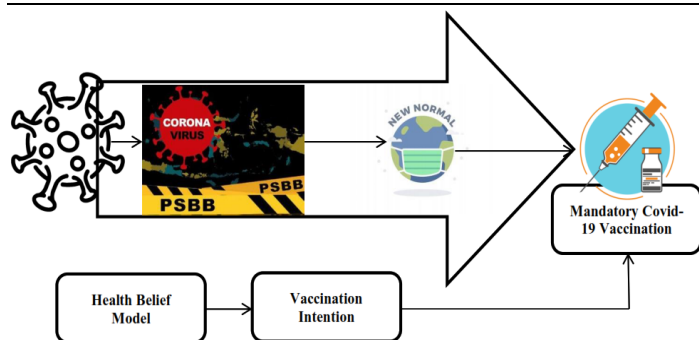 CORONA
VIRUS
PSBB
PSBB
NEW NORMAL
Mandatory Covid-
19 Vaccination
Health Belief
Model
Vaccination
Intention